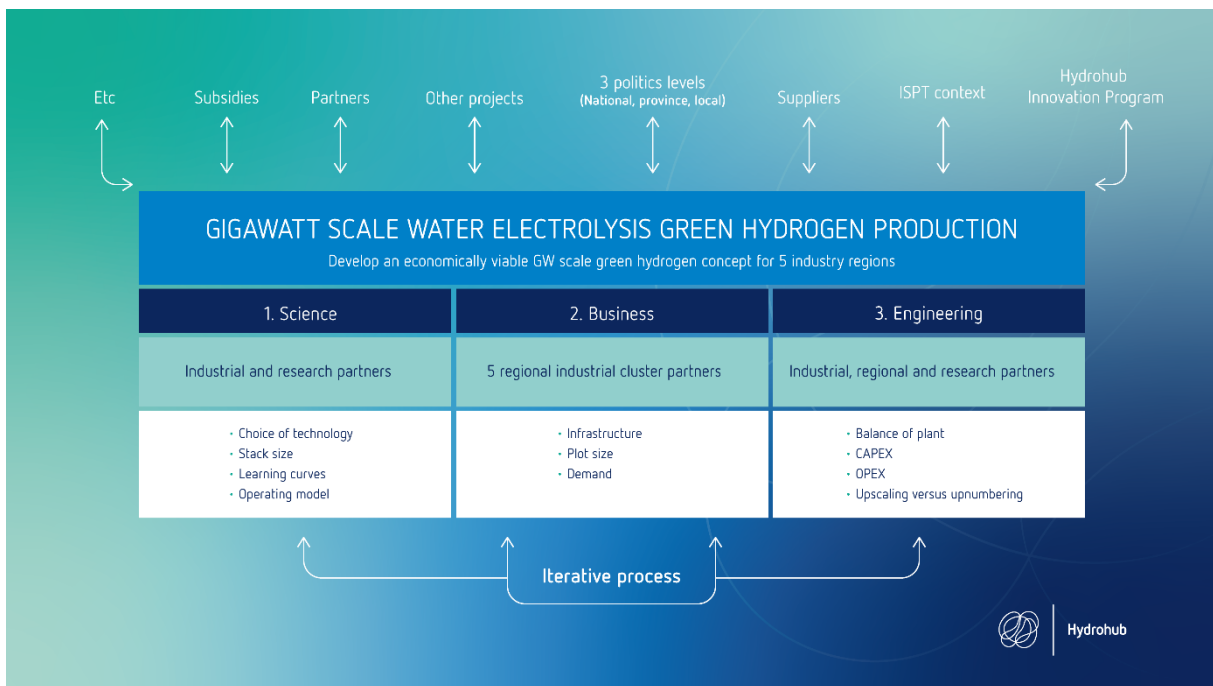 Etc
Subsidies
Partners
Other projects
3 politics levels
(National, province, local)
Suppliers
ISPT context
Hydrohub
Innovation Program
GIGAWATT SCALE WATER ELECTROLYSIS GREEN HYDROGEN PRODUCTION
Develop an economically viable GW scale green hydrogen concept for 5 industry regions
1. Science
2. Business
3. Engineering
Industrial and research partners
5 regional industrial cluster partners
Industrial, regional and research partners
· Choice of technology
· Stack size
· Learning curves
· Operating model
· Infrastructure
· Plot size
· Demand
· Balance of plant
· CAPEX
· OPEX
· Upscaling versus upnumbering
Iterative process
Hydrohub